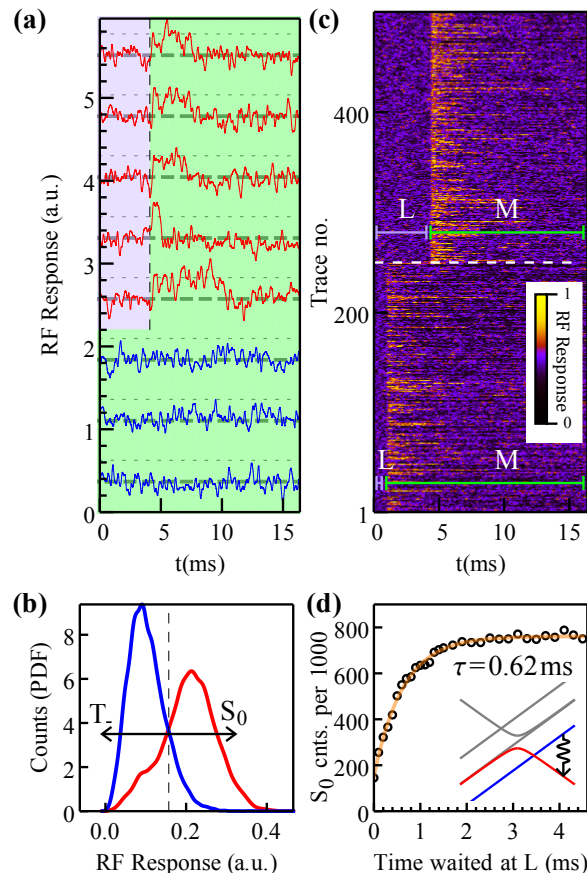 (a)
RF Response (a.u.)
5
4
3
2
1
0
0
5
10
15
t(ms)
(c)
Trace no.
400
200
1
L
M
L
M
1
0
RF Response
0
5
10
15
t(ms)
(b)
Counts (PDF)
8
6
4
2
0
T-
S0
0.0
0.2
0.4
RF Response (a.u.)
(d)
S0 cnts. per 1000
800
600
400
200
0
τ=0.62ms
0
1
2
3
4
Time waited at L (ms)